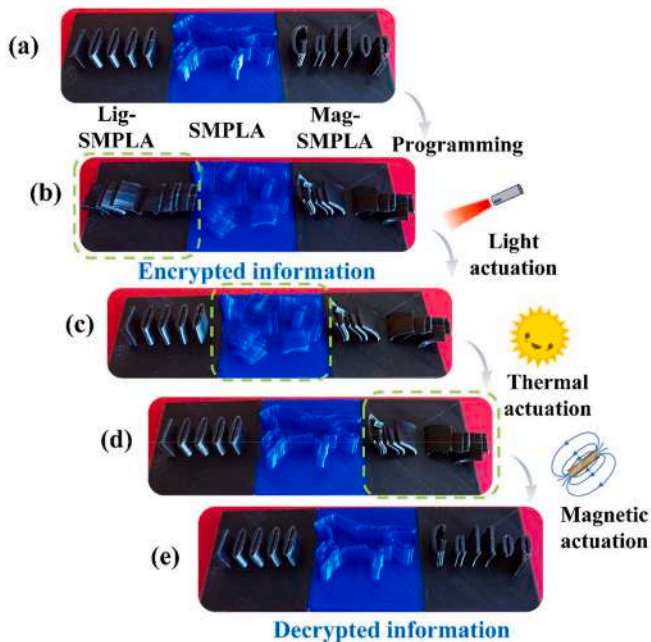 (a)
Lig-
SMPLA
SMPLA
Mag-
SMPLA
Programming
(b)
Encrypted information
Light
actuation
(c)
Thermal
actuation
(d)
Magnetic
actuation
(e)
Decrypted information